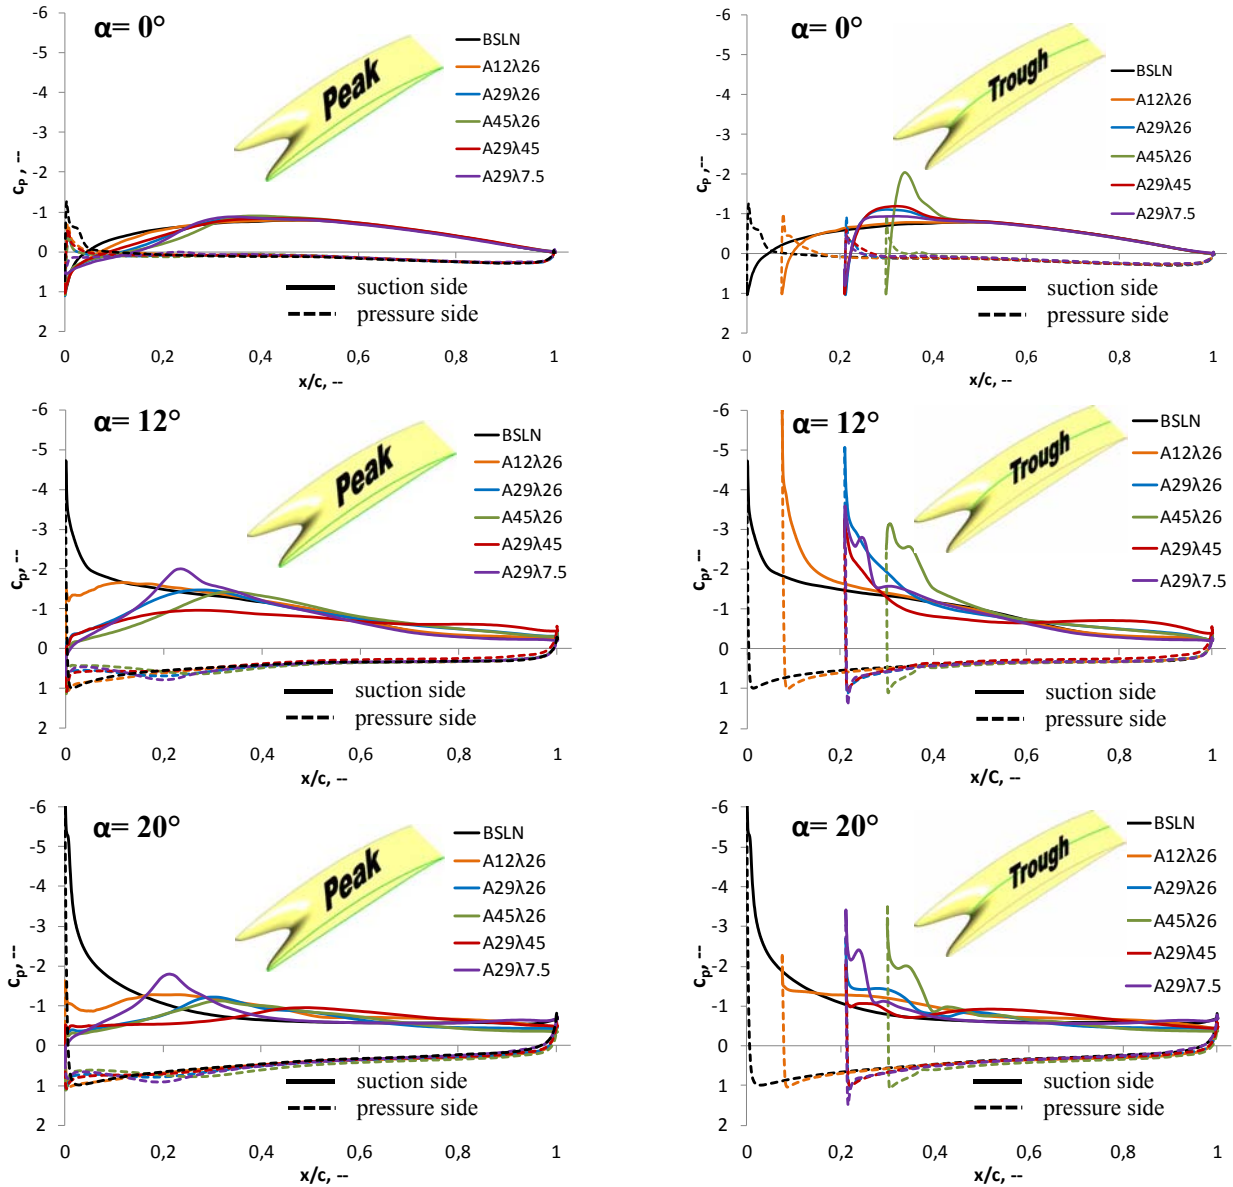 α= 0°
-6
-5
-4
-3
-2
-1
0
1
2
cp ,--
Peak
BSLN
A12λ26
A29λ26
A45λ26
A29λ45
A29λ7.5
suction side
pressure side
0 0,2 0,4 0,6 0,8 1
x/c, --
α= 0°
-6
-5
-4
-3
-2
-1
0
1
2
cp ,--
Trough
BSLN
A12λ26
A29λ26
A45λ26
A29λ45
A29λ7.5
suction side
pressure side
0 0,2 0,4 0,6 0,8 1
x/c, --
α= 12°
-6
-5
-4
-3
-2
-1
0
1
2
cp,--
Peak
BSLN
A12λ26
A29λ26
A45λ26
A29λ45
A29λ7.5
suction side
pressure side
0 0,2 0,4 0,6 0,8 1
x/c, --
α= 12°
-6
-5
-4
-3
-2
-1
0
1
2
cp,--
Trough
BSLN
A12λ26
A29λ26
A45λ26
A29λ45
A29λ7.5
suction side
pressure side
0 0,2 0,4 0,6 0,8 1
x/C, --
α= 20°
-6
-5
-4
-3
-2
-1
0
1
2
cp,--
Peak
BSLN
A12λ26
A29λ26
A45λ26
A29λ45
A29λ7.5
suction side
pressure side
0 0,2 0,4 0,6 0,8 1
x/c, --
α= 20°
-6
-5
-4
-3
-2
-1
0
1
2
cp,--
Trough
BSLN
A12λ26
A29λ26
A45λ26
A29λ45
A29λ7.5
suction side
pressure side
0 0,2 0,4 0,6 0,8 1
x/c, --